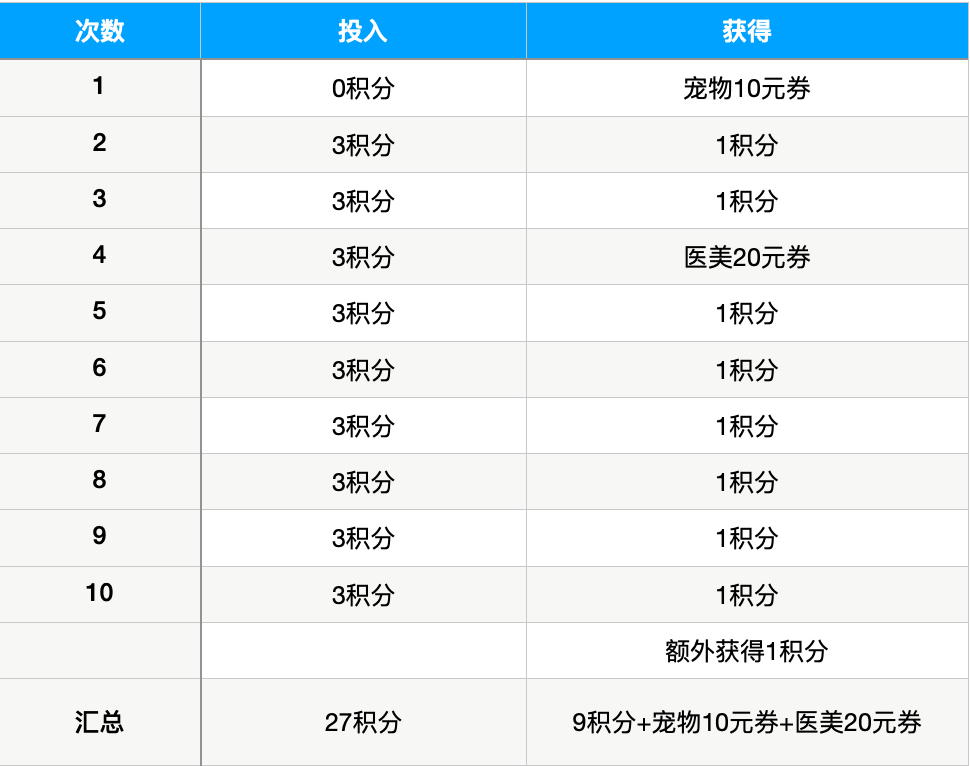 次数 投入 获得
1 0积分 宠物10元券
2 3积分 1积分
3 3积分 1积分
4 3积分 医美20元券
5 3积分 1积分
6 3积分 1积分
7 3积分 1积分
8 3积分 1积分
9 3积分 1积分
10 3积分 1积分
额外获得1积分
汇总 27积分 9积分+宠物10元券+医美20元券